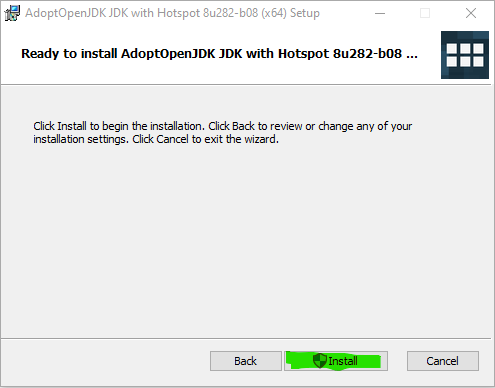 AdoptOpenJDK JDK with Hotspot 8u282-b08 (x64) Setup
Ready to install AdoptOpenJDK JDK with Hotspot 8u282-b08 ...
Click Install to begin the installation. Click Back to review or change any of your
installation settings. Click Cancel to exit the wizard.
Back
Install
Cancel